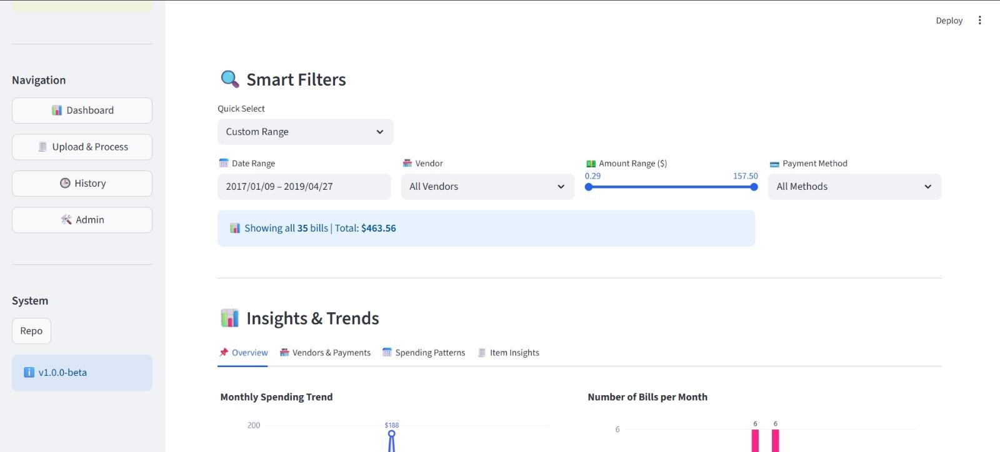 Deploy
Navigation
Dashboard
Upload & Process
History
Admin
System
Repo
v1.0.0-beta
Smart Filters
Quick Select
Custom Range
Date Range
2017/01/09 – 2019/04/27
Vendor
All Vendors
Amount Range ($)
0.29 157.50
Payment Method
All Methods
Showing all 35 bills | Total: $463.56
Insights & Trends
Overview Vendors & Payments Spending Patterns Item Insights
Monthly Spending Trend
200
$188
Number of Bills per Month
6
6 6